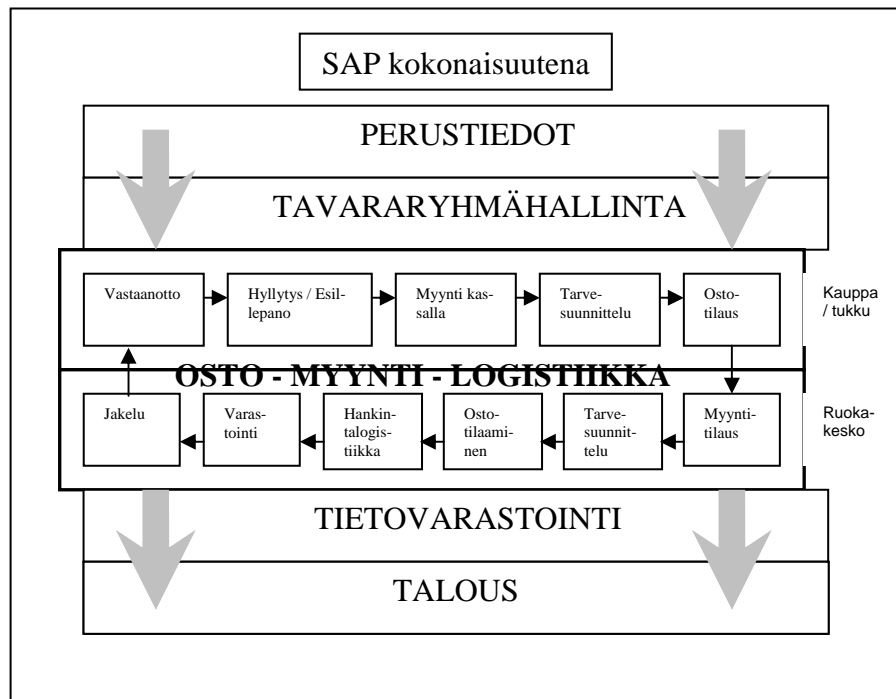 SAP kokonaisuutena
PERUSTIEDOT
TAVARARYHMÄHALLINTA
Vastaanotto
Hyllytys / Esil-
lepano
Myynti kas-
salla
Tarve-
suunnittelu
Osto-
tilaus
Kauppa
/ tukku
OSTO - MYYNTI - LOGISTIIKKA
Jakelu
Varas-
tointi
Hankin-
talogis-
tiikka
Osto-
tilaami-
nen
Tarve-
suunnit-
telu
Myynti-
tilaus
Ruoka-
kesko
TIETOVARASTOINTI
TALOUS